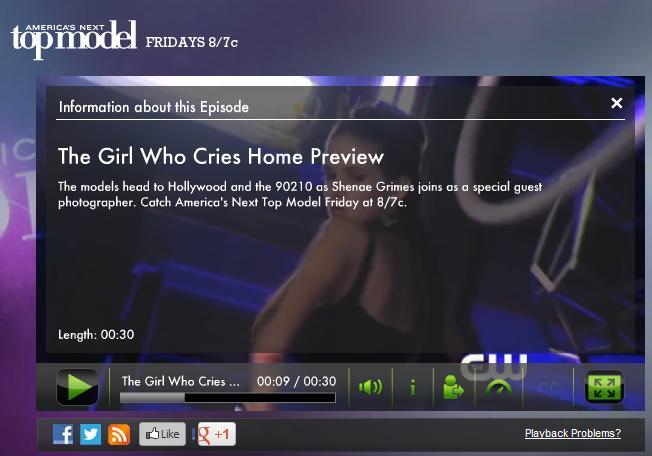 AMERICA'S NEXT
top model FRIDAYS 8/7c
Information about this Episode
×
The Girl Who Cries Home Preview
The models head to Hollywood and the 90210 as Shenae Grimes joins as a special guest
photographer. Catch America's Next Top Model Friday at 8/7c.
Length: 00:30
CW
The Girl Who Cries ... 00:09 / 00:30
i
CC
Like
g +1
Playback Problems?